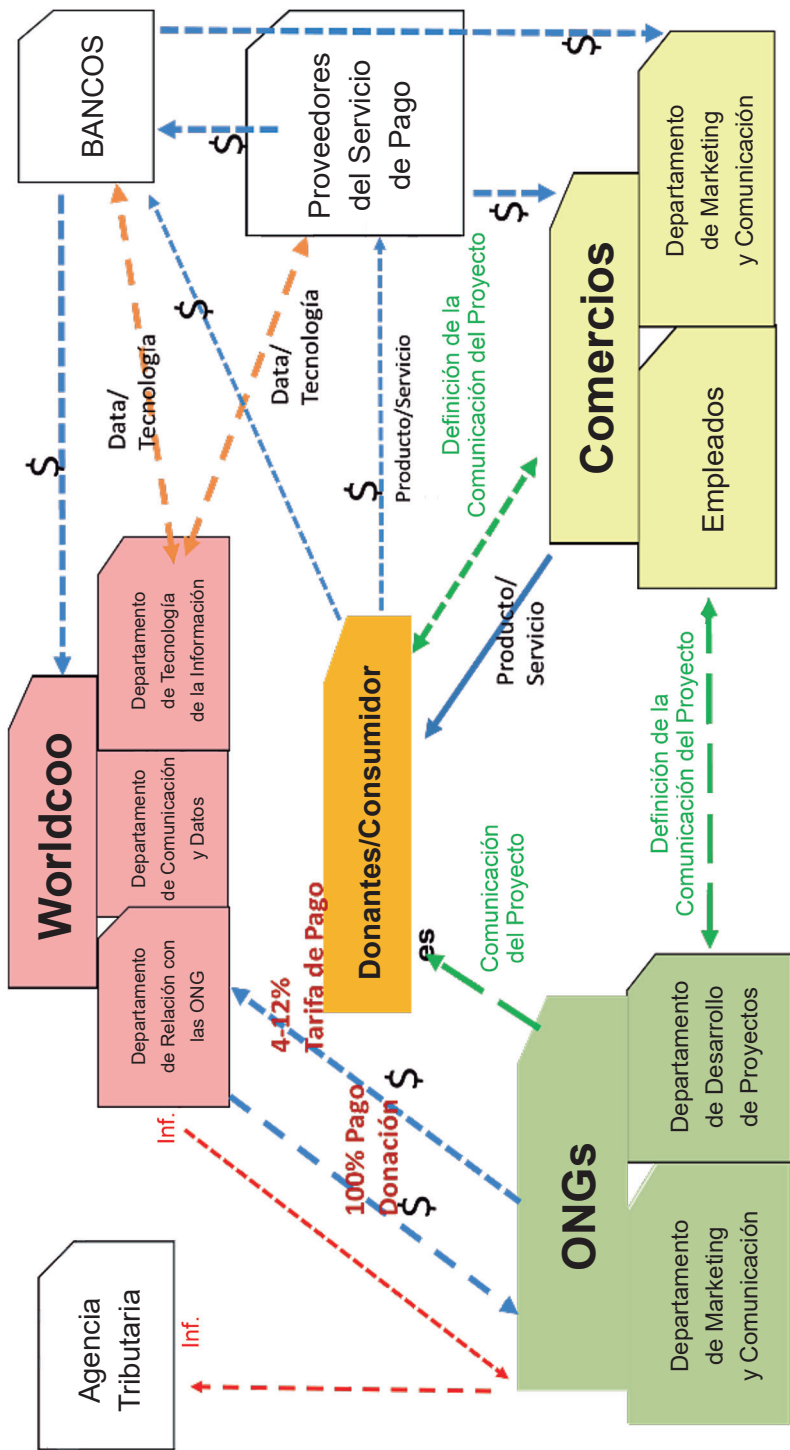 Agencia
Tributaria
Inf.
Inf.
Worldcoo
Departamento
de Relación con
las ONG
Departamento
de Comunicación
y Datos
Departamento
de Tecnología
de la Información
$
BANCOS
Data/
Tecnología
Data/
Tecnología
$
$
Proveedores
del Servicio
de Pago
$
Producto/Servicio
$
$
4-12%
Tarifa de Pago
$
100% Pago
Donación
$
Donantes/Consumidor
es
Comunicación
del Proyecto
Producto/
Servicio
Definición de la
Comunicación del Proyecto
ONGs
Departamento
de Marketing
y Comunicación
Departamento
de Desarrollo
de Proyectos
Definición de la
Comunicación del Proyecto
Comercios
Empleados
Departamento
de Marketing
y Comunicación